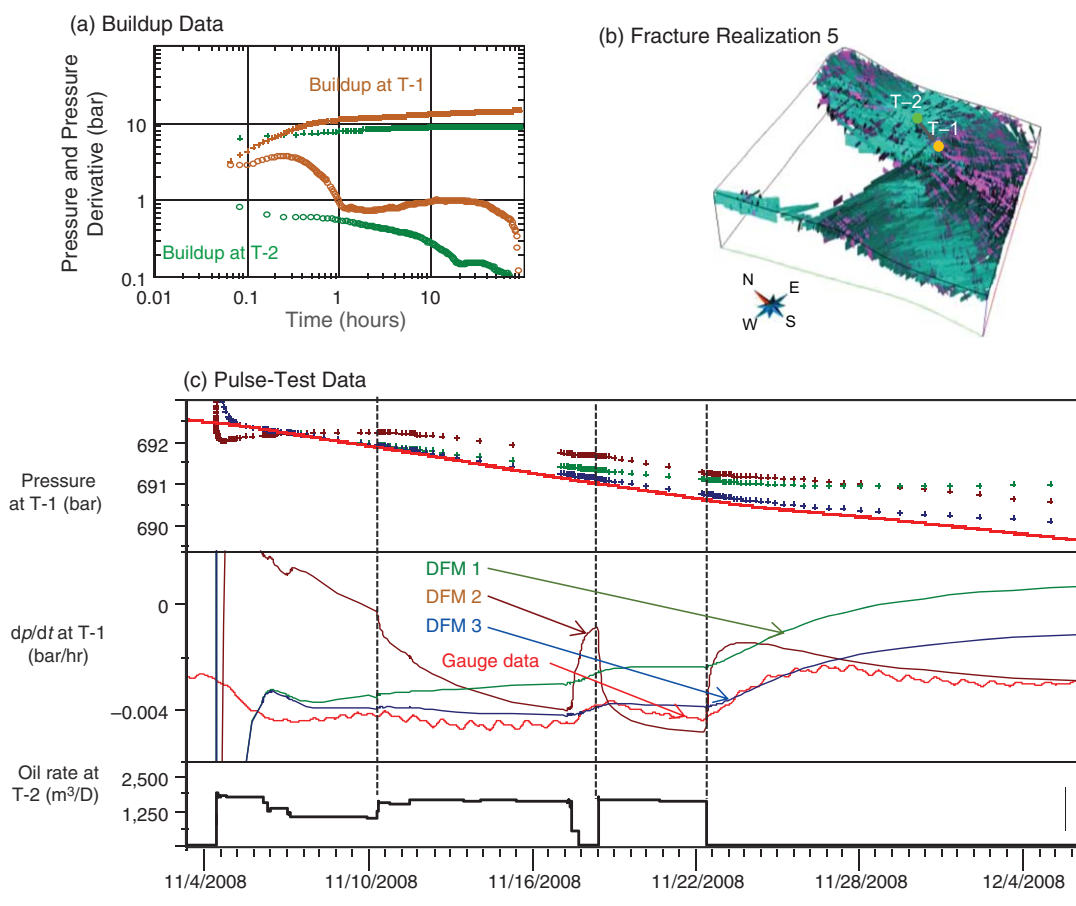 (a) Buildup Data
Pressure and Pressure
Derivative (bar)
10
1
0.1
Buildup at T-1
Buildup at T-2
0.01
0.1
1
10
Time (hours)
(b) Fracture Realization 5
T–2
T–1
N
E
W
S
(c) Pulse-Test Data
Pressure
at T-1 (bar)
692
691
690
dp/dt at T-1
(bar/hr)
0
−0.004
DFM 1
DFM 2
DFM 3
Gauge data
Oil rate at
T-2 (m³/D)
2,500
1,250
11/4/2008
11/10/2008
11/16/2008
11/22/2008
11/28/2008
12/4/2008